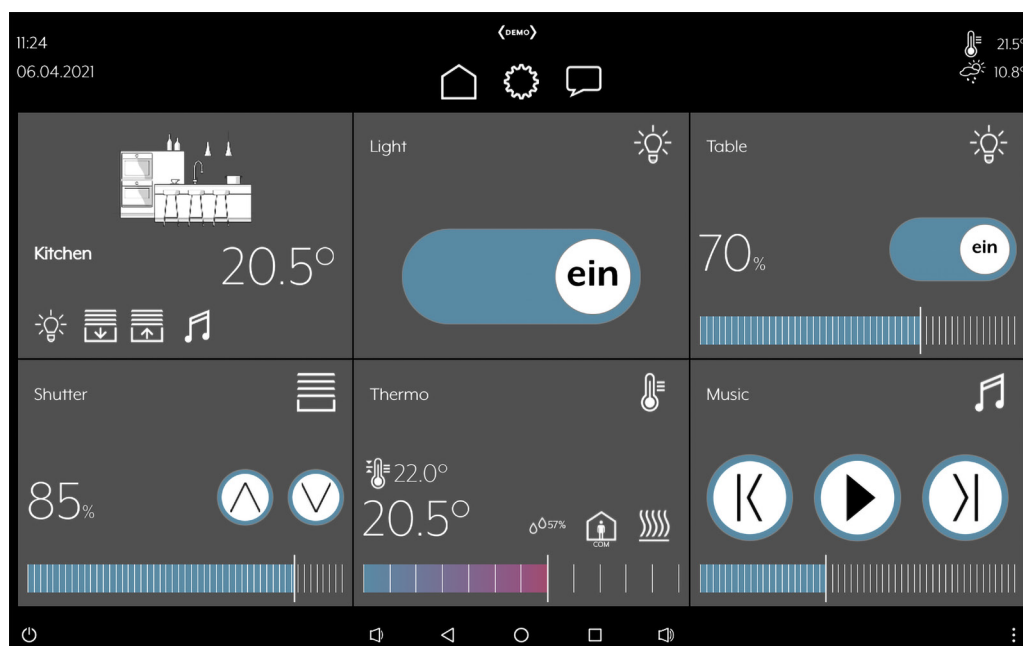 11:24
DEMO
21.5°
06.04.2021
10.8°
Kitchen
20.5°
Light
ein
Table
70%
ein
Shutter
85%
Thermo
22.0°
20.5°
57%
COM
Music